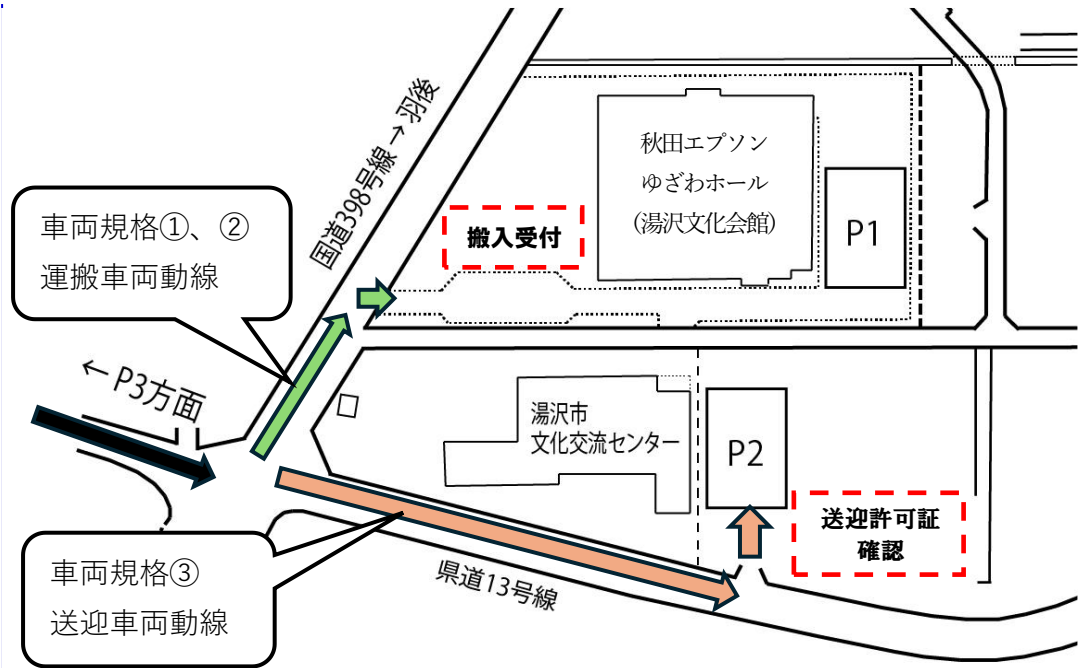 国道398号線 → 羽後
秋田エプソン
ゆざわホール
(湯沢文化会館)
P1
搬入受付
車両規格①、②
運搬車両動線
← P3方面
湯沢市
文化交流センター
P2
送迎許可証
確認
車両規格③
送迎車両動線
県道13号線